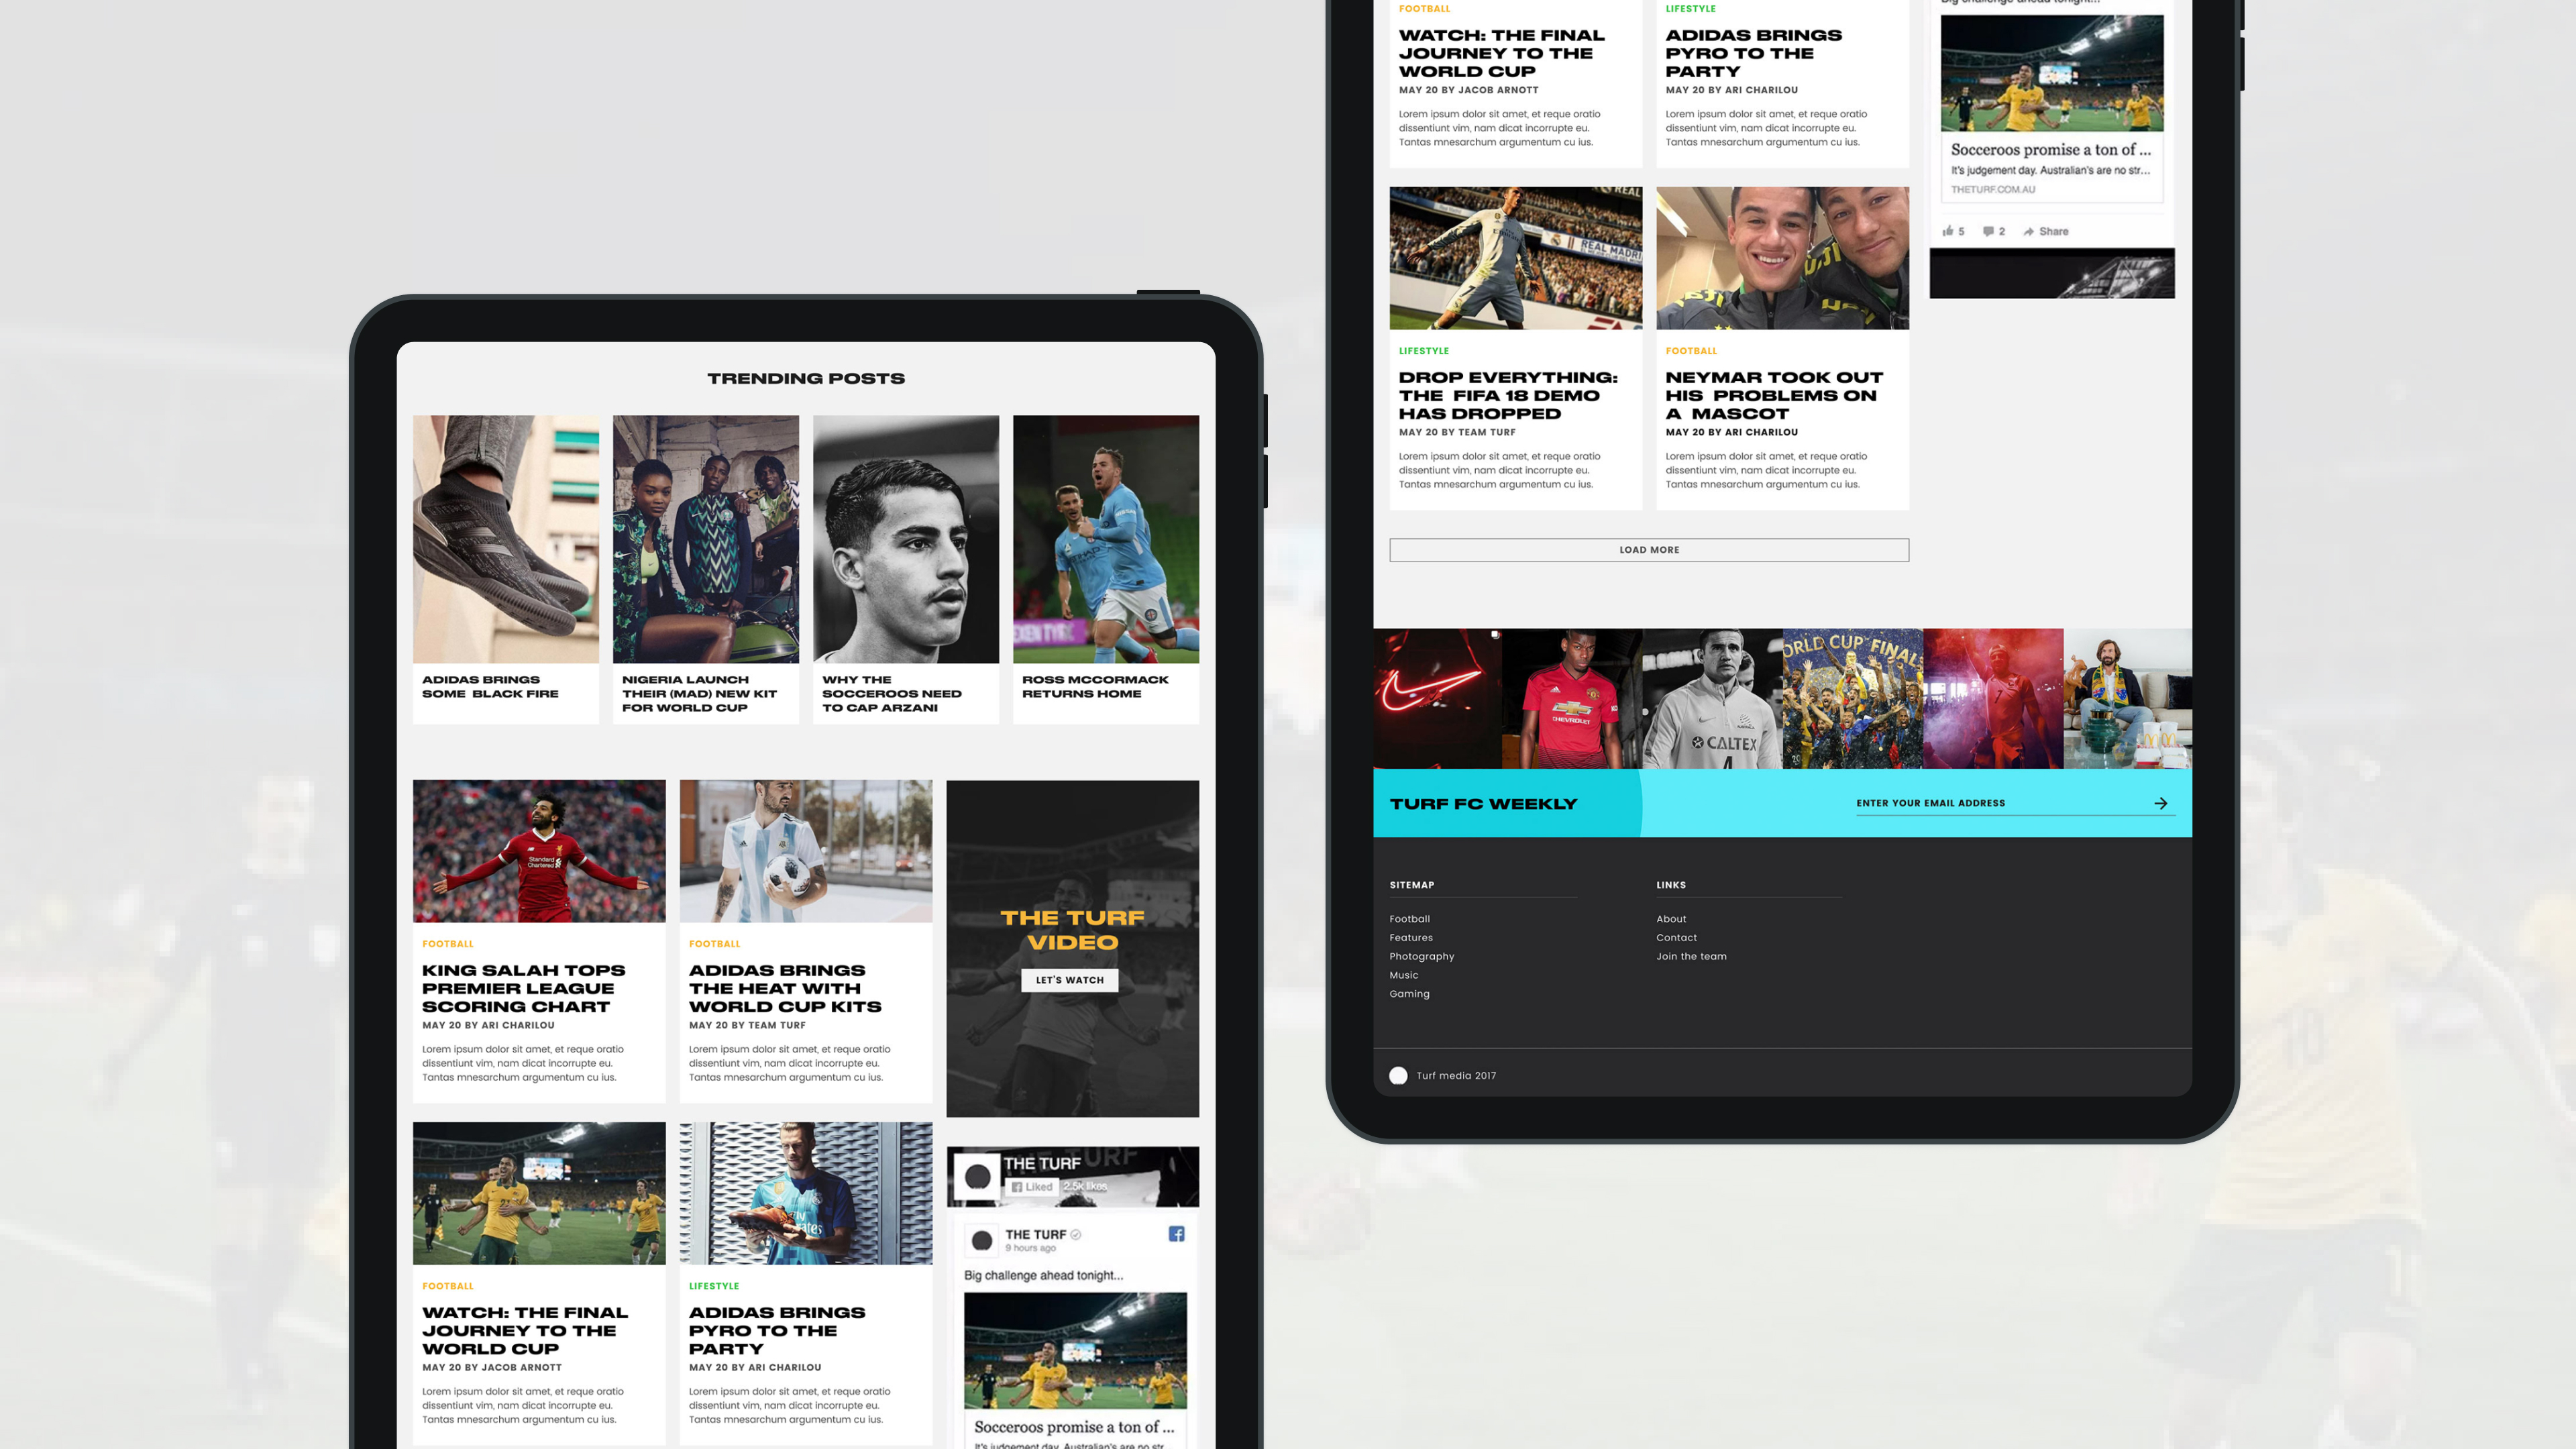 TRENDING POSTS
ADIDAS BRINGS
SOME BLACK FIRE
NIGERIA LAUNCH
THEIR (MAD) NEW KIT
FOR WORLD CUP
WHY THE
SOCCEROOS NEED
TO CAP ARZANI
ROSS MCCORMACK
RETURNS HOME
Standard
Chartered
FOOTBALL
KING SALAH TOPS
PREMIER LEAGUE
SCORING CHART
MAY 20 BY ARI CHARILOU
Lorem ipsum dolor sit amet, et reque oratio
dissentiunt vim, nam dicat incorrupte eu.
Tantas mnesarchum argumentum cu ius.
FOOTBALL
ADIDAS BRINGS
THE HEAT WITH
WORLD CUP KITS
MAY 20 BY TEAM TURF
Lorem ipsum dolor sit amet, et reque oratio
dissentiunt vim, nam dicat incorrupte eu.
Tantas mnesarchum argumentum cu ius.
THE TURF
VIDEO
LET'S WATCH
FOOTBALL
WATCH: THE FINAL
JOURNEY TO THE
WORLD CUP
MAY 20 BY JACOB ARNOTT
Lorem ipsum dolor sit amet, et reque oratio
dissentiunt vim, nam dicat incorrupte eu.
Tantas mnesarchum argumentum cu ius.
LIFESTYLE
ADIDAS BRINGS
PYRO TO THE
PARTY
MAY 20 BY ARI CHARILOU
Lorem ipsum dolor sit amet, et reque oratio
dissentiunt vim, nam dicat incorrupte eu.
Tantas mnesarchum argumentum cu ius.
THE TURF
Liked 2.5k likes
THE TURF
9 hours ago
Big challenge ahead tonight...
Socceroos promise a ton of ...
It's judgement day. Australian's are no str...
FOOTBALL
WATCH: THE FINAL
JOURNEY TO THE
WORLD CUP
MAY 20 BY JACOB ARNOTT
Lorem ipsum dolor sit amet, et reque oratio
dissentiunt vim, nam dicat incorrupte eu.
Tantas mnesarchum argumentum cu ius.
LIFESTYLE
ADIDAS BRINGS
PYRO TO THE
PARTY
MAY 20 BY ARI CHARILOU
Lorem ipsum dolor sit amet, et reque oratio
dissentiunt vim, nam dicat incorrupte eu.
Tantas mnesarchum argumentum cu ius.
Big challenge ahead tonight...
Socceroos promise a ton of ...
It's judgement day. Australian's are no str...
THETURF.COM.AU
5 2 Share
REAL
REAL MADRI
LIFESTYLE
DROP EVERYTHING:
THE FIFA 18 DEMO
HAS DROPPED
MAY 20 BY TEAM TURF
Lorem ipsum dolor sit amet, et reque oratio
dissentiunt vim, nam dicat incorrupte eu.
Tantas mnesarchum argumentum cu ius.
FOOTBALL
NEYMAR TOOK OUT
HIS PROBLEMS ON
A MASCOT
MAY 20 BY ARI CHARILOU
Lorem ipsum dolor sit amet, et reque oratio
dissentiunt vim, nam dicat incorrupte eu.
Tantas mnesarchum argumentum cu ius.
LOAD MORE
CHEVROLET
CALTEX
4
ORLD CUP FINAL
TURF FC WEEKLY
ENTER YOUR EMAIL ADDRESS
SITEMAP
Football
Features
Photography
Music
Gaming
LINKS
About
Contact
Join the team
Turf media 2017